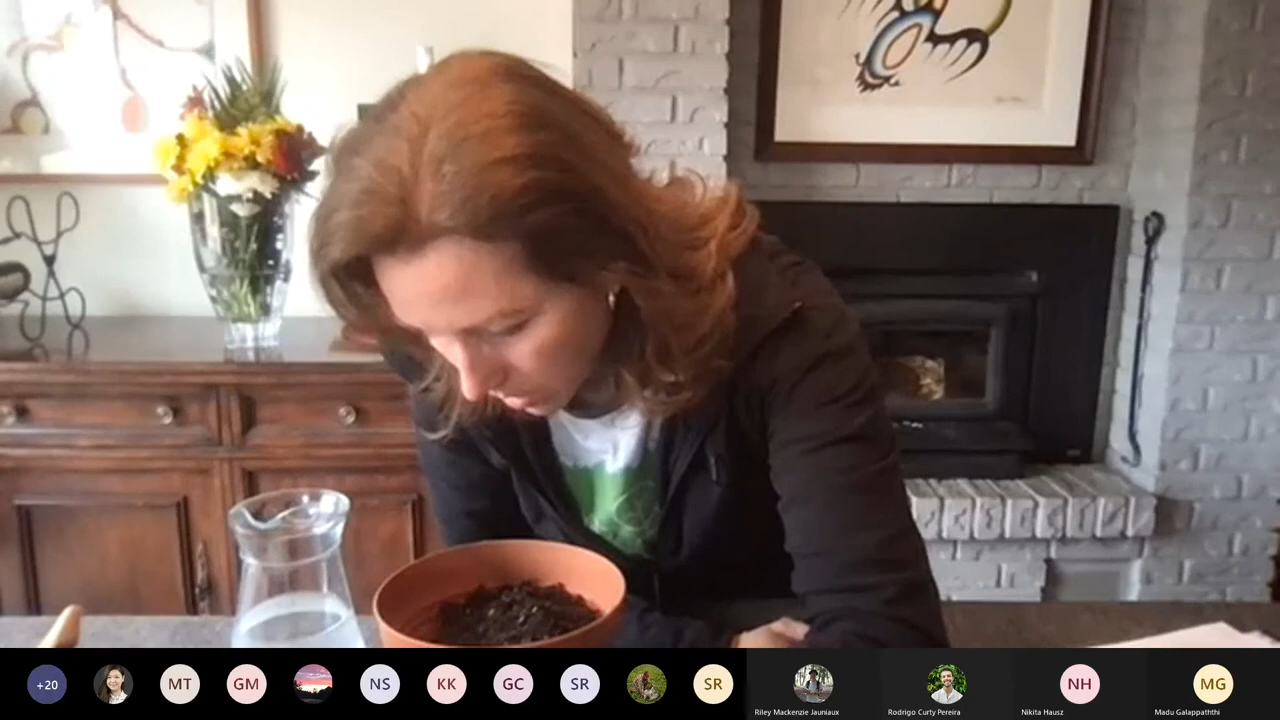 +20
MT
GM
NS
KK
GC
SR
SR
NH
MG
Riley Mackenzie Jauniaux
Rodrigo Curty Pereira
Nikita Hausz
Madu Galappaththi